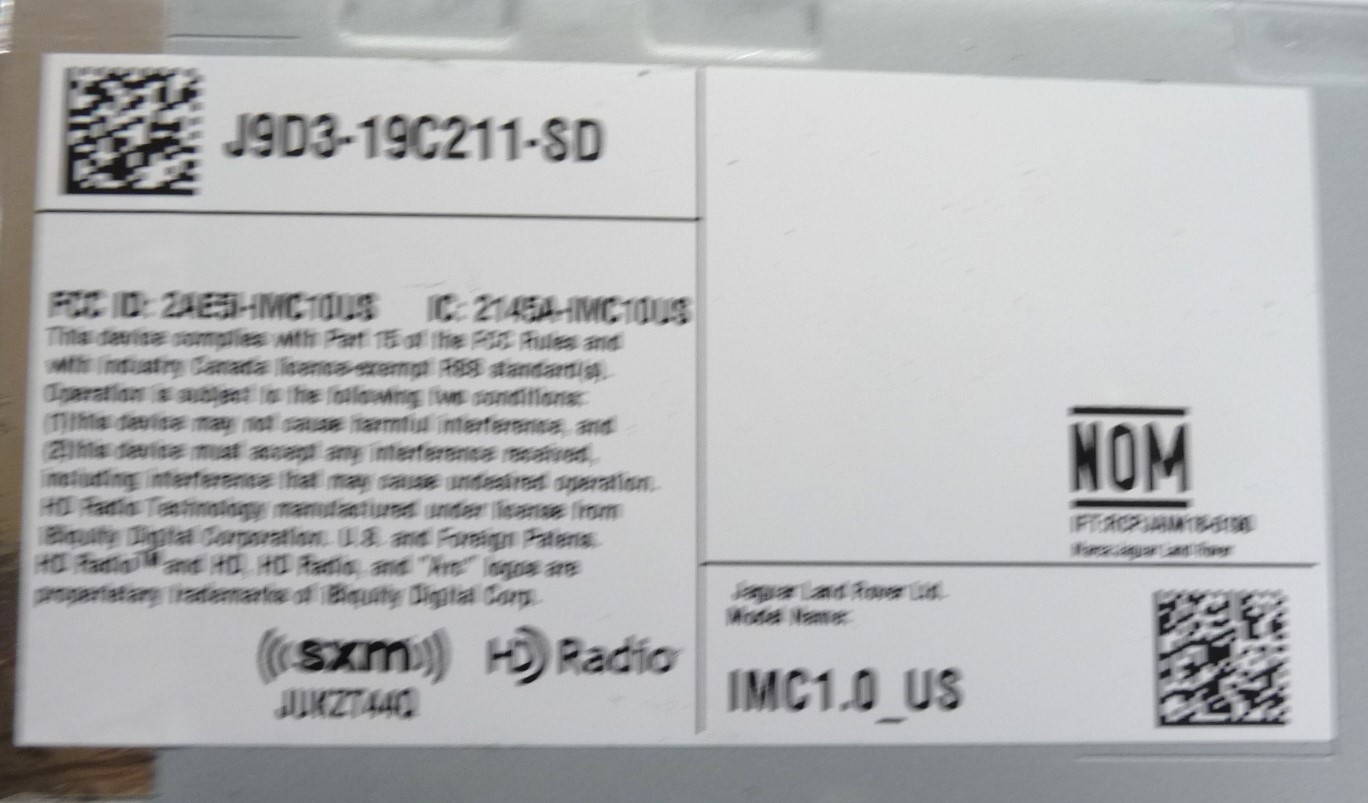 J9D3-19C211-SD
FCC ID: 2AE5I-IMC10US IC: 2145A-IMC10US
This device complies with Part 15 of the FCC Rules and
with Industry Canada license-exempt RSS standard(s).
Operation is subject to the following two conditions:
(1)this device may not cause harmful interference, and
(2)this device must accept any interference received,
including interference that may cause undesired operation.
HD Radio Technology manufactured under license from
iBiquity Digital Corporation. U.S. and Foreign Patens.
HD Radio™ and HD, HD Radio, and "Arc" logos are
proprietary trademarks of iBiquity Digital Corp.
((( sxm ))) HD Radio
NOM
Jaguar Land Rover
Jaguar Land Rover Ltd.
Model Name:
IMC1.0_US